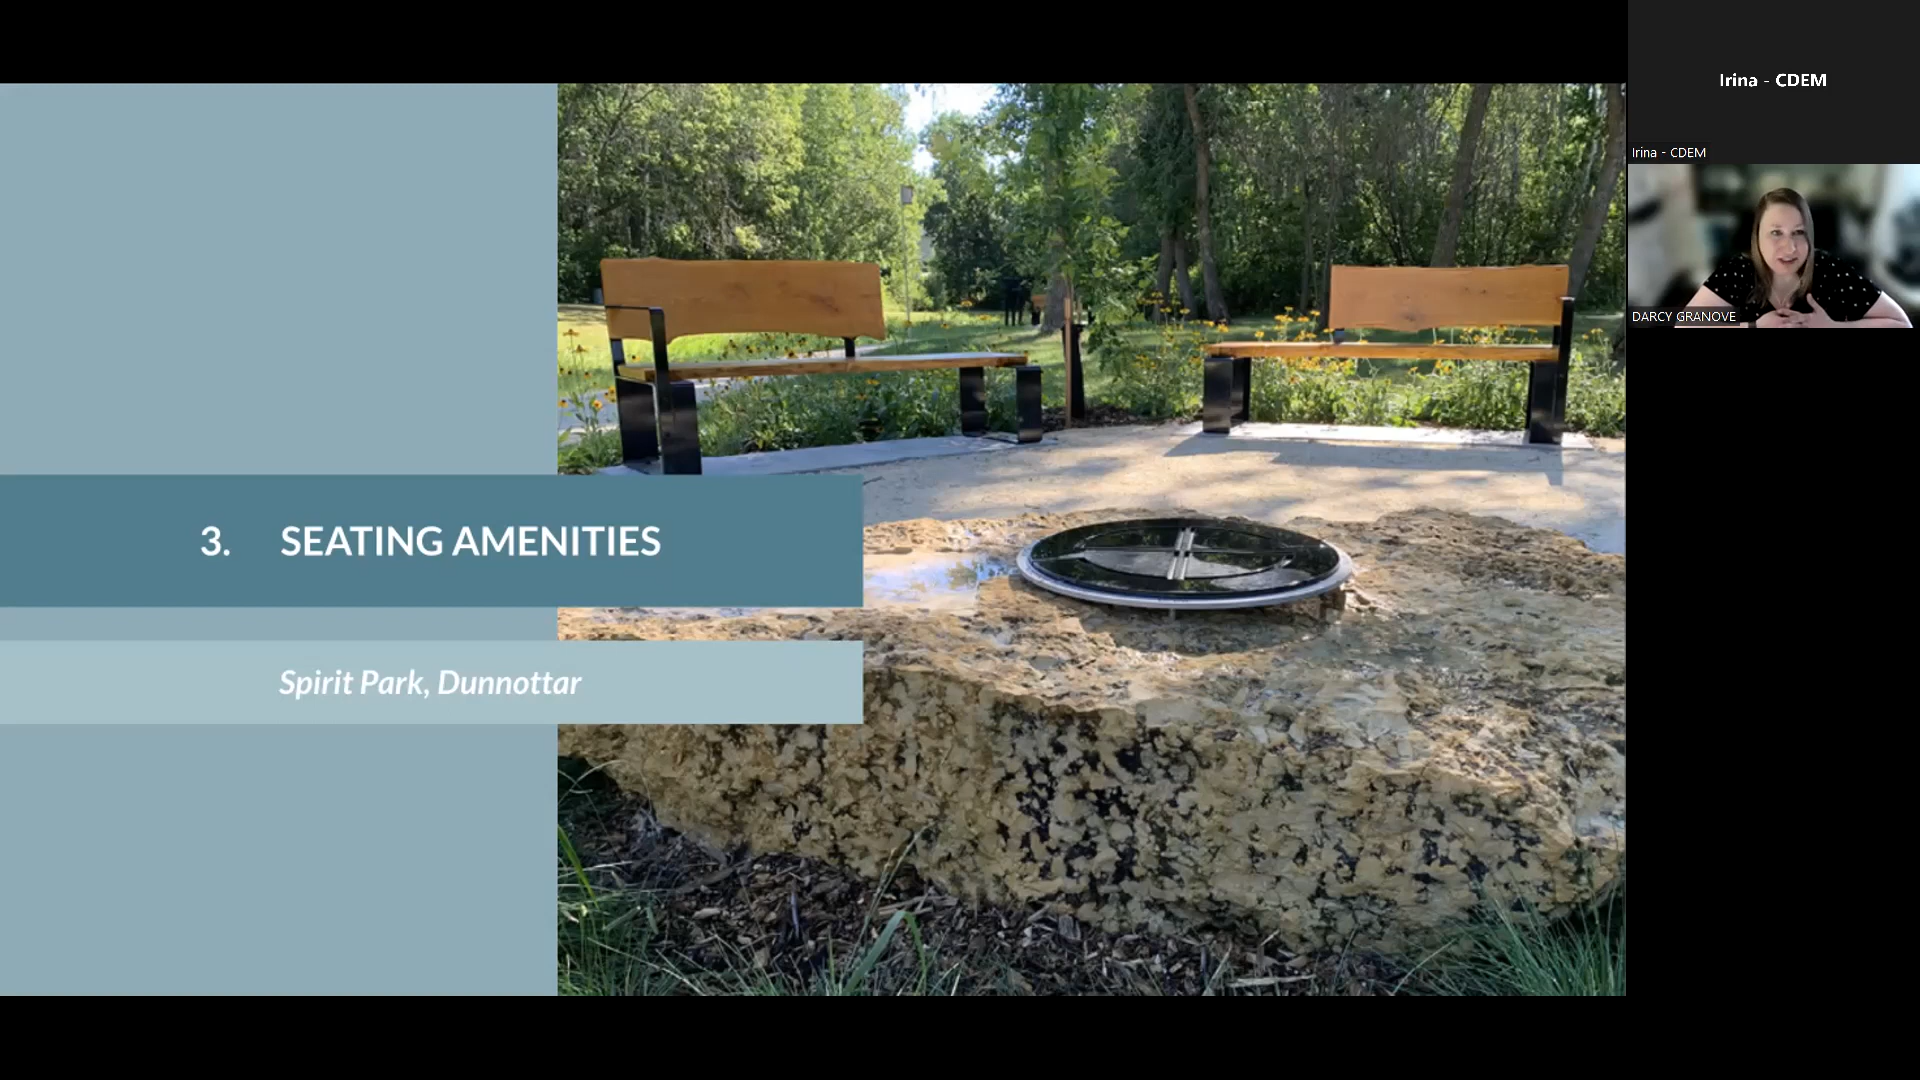 3. SEATING AMENITIES
Spirit Park, Dunnottar
Irina - CDEM
Irina - CDEM
DARCY GRANOVE